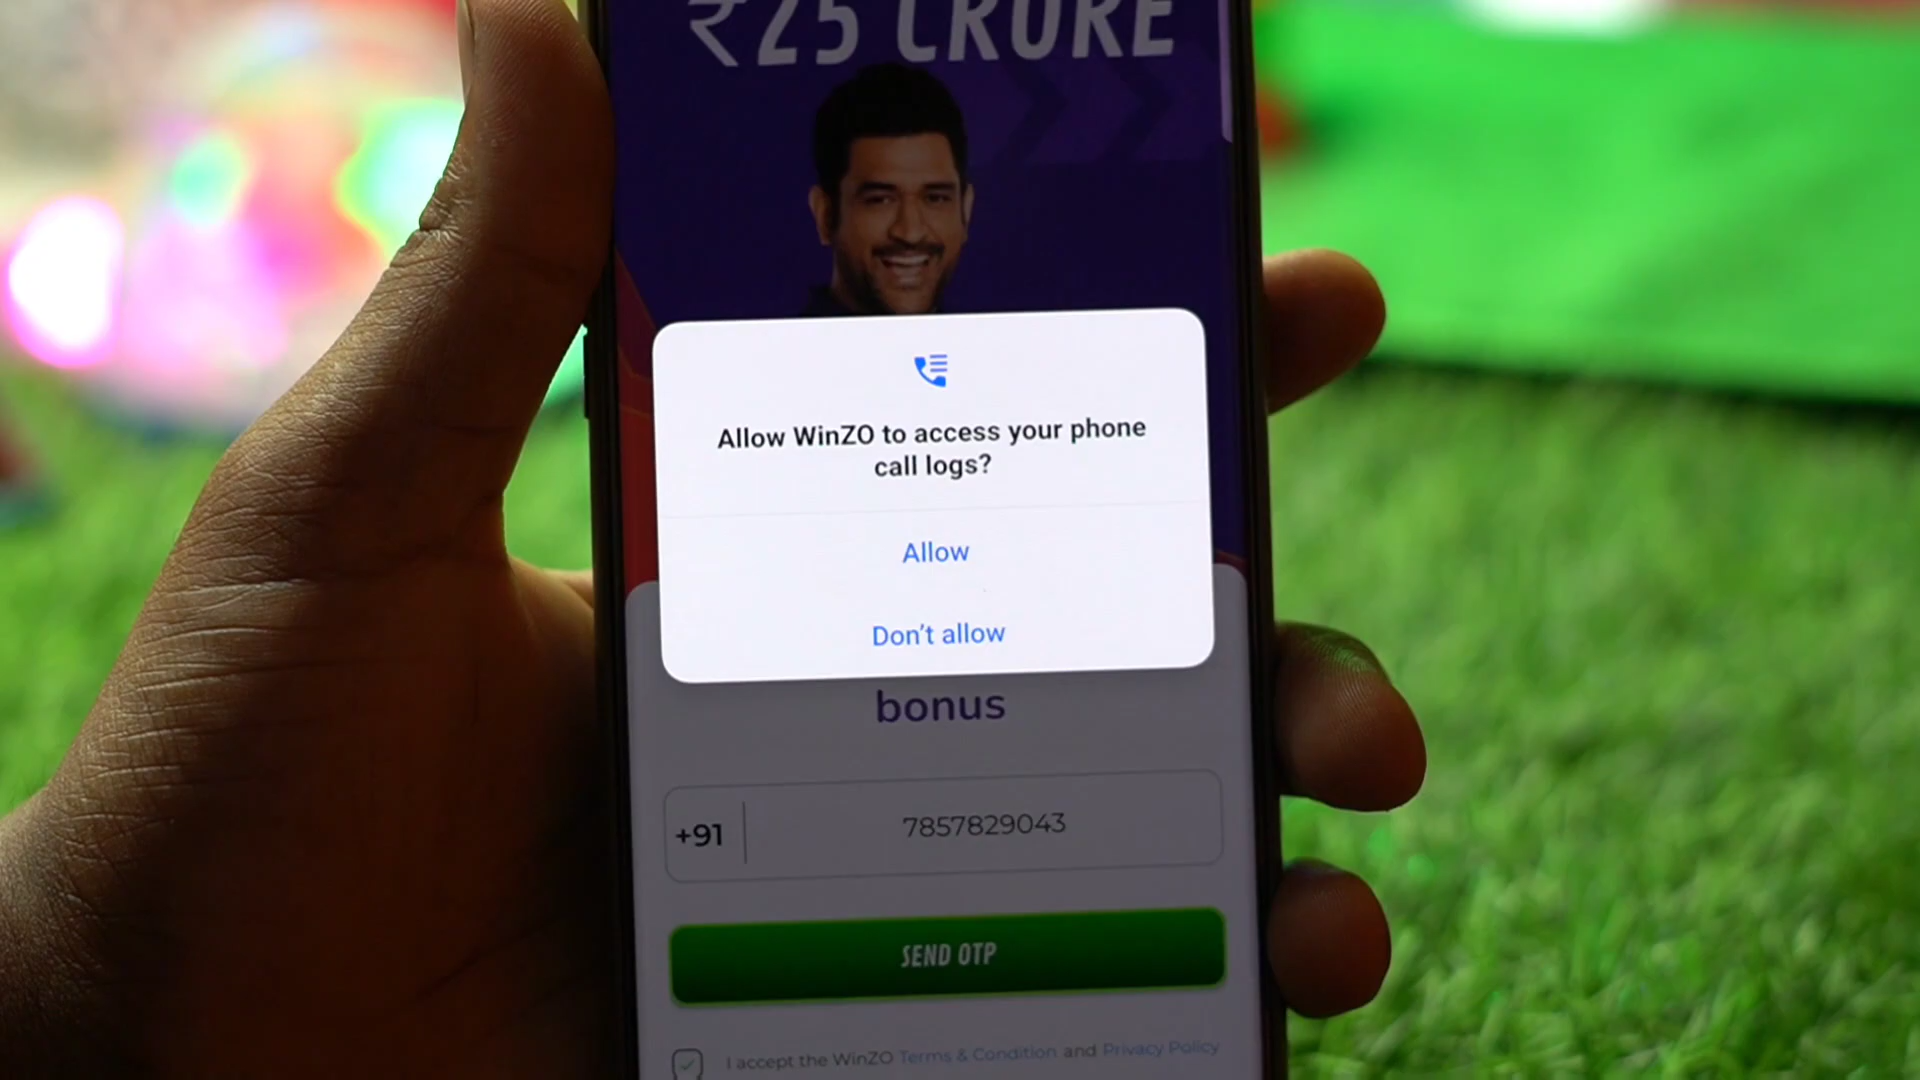 ₹25 CRORE
Allow WinZO to access your phone
call logs?
Allow
Don't allow
bonus
+91 7857829043
SEND OTP
I accept the WinZO Terms & Condition and Privacy Policy